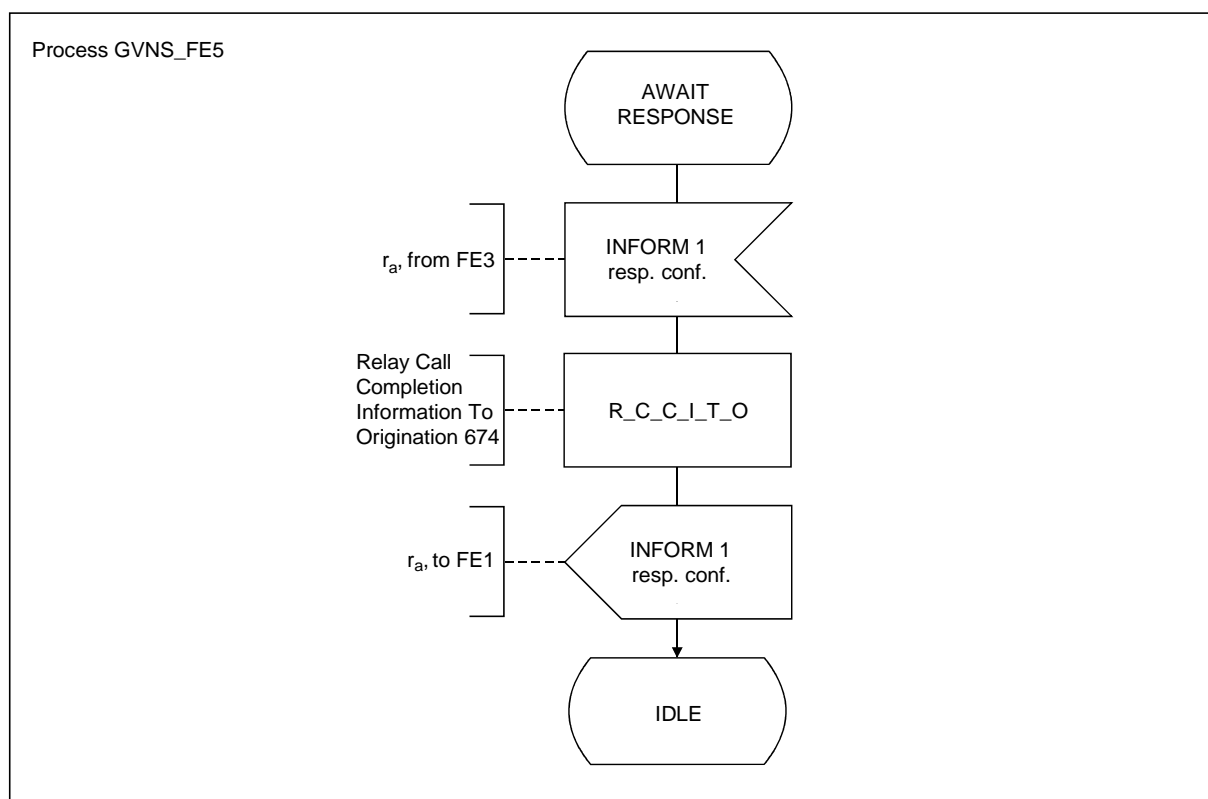 Process GVNS_FE5
AWAIT
RESPONSE
rₐ, from FE3
INFORM 1
resp. conf.
Relay Call
Completion
Information To
Origination 674
R_C_C_I_T_O
rₐ, to FE1
INFORM 1
resp. conf.
IDLE